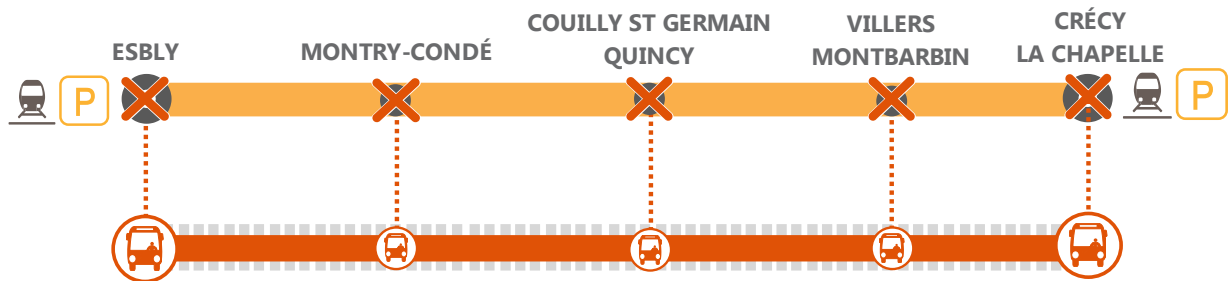 ESBLY
MONTRY-CONDÉ
COUILLY ST GERMAIN
QUINCY
VILLERS
MONTBARBIN
CRÉCY
LA CHAPELLE
P
P